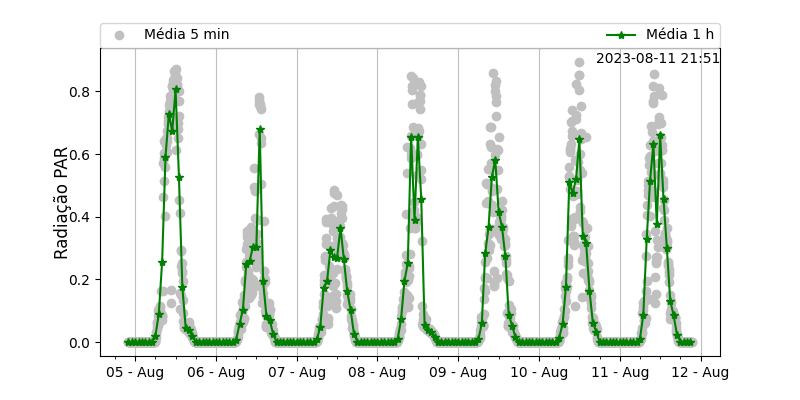 Média 5 min
Média 1 h
2023-08-11 21:51
Radiação PAR
0.8
0.6
0.4
0.2
0.0
05 - Aug
06 - Aug
07 - Aug
08 - Aug
09 - Aug
10 - Aug
11 - Aug
12 - Aug